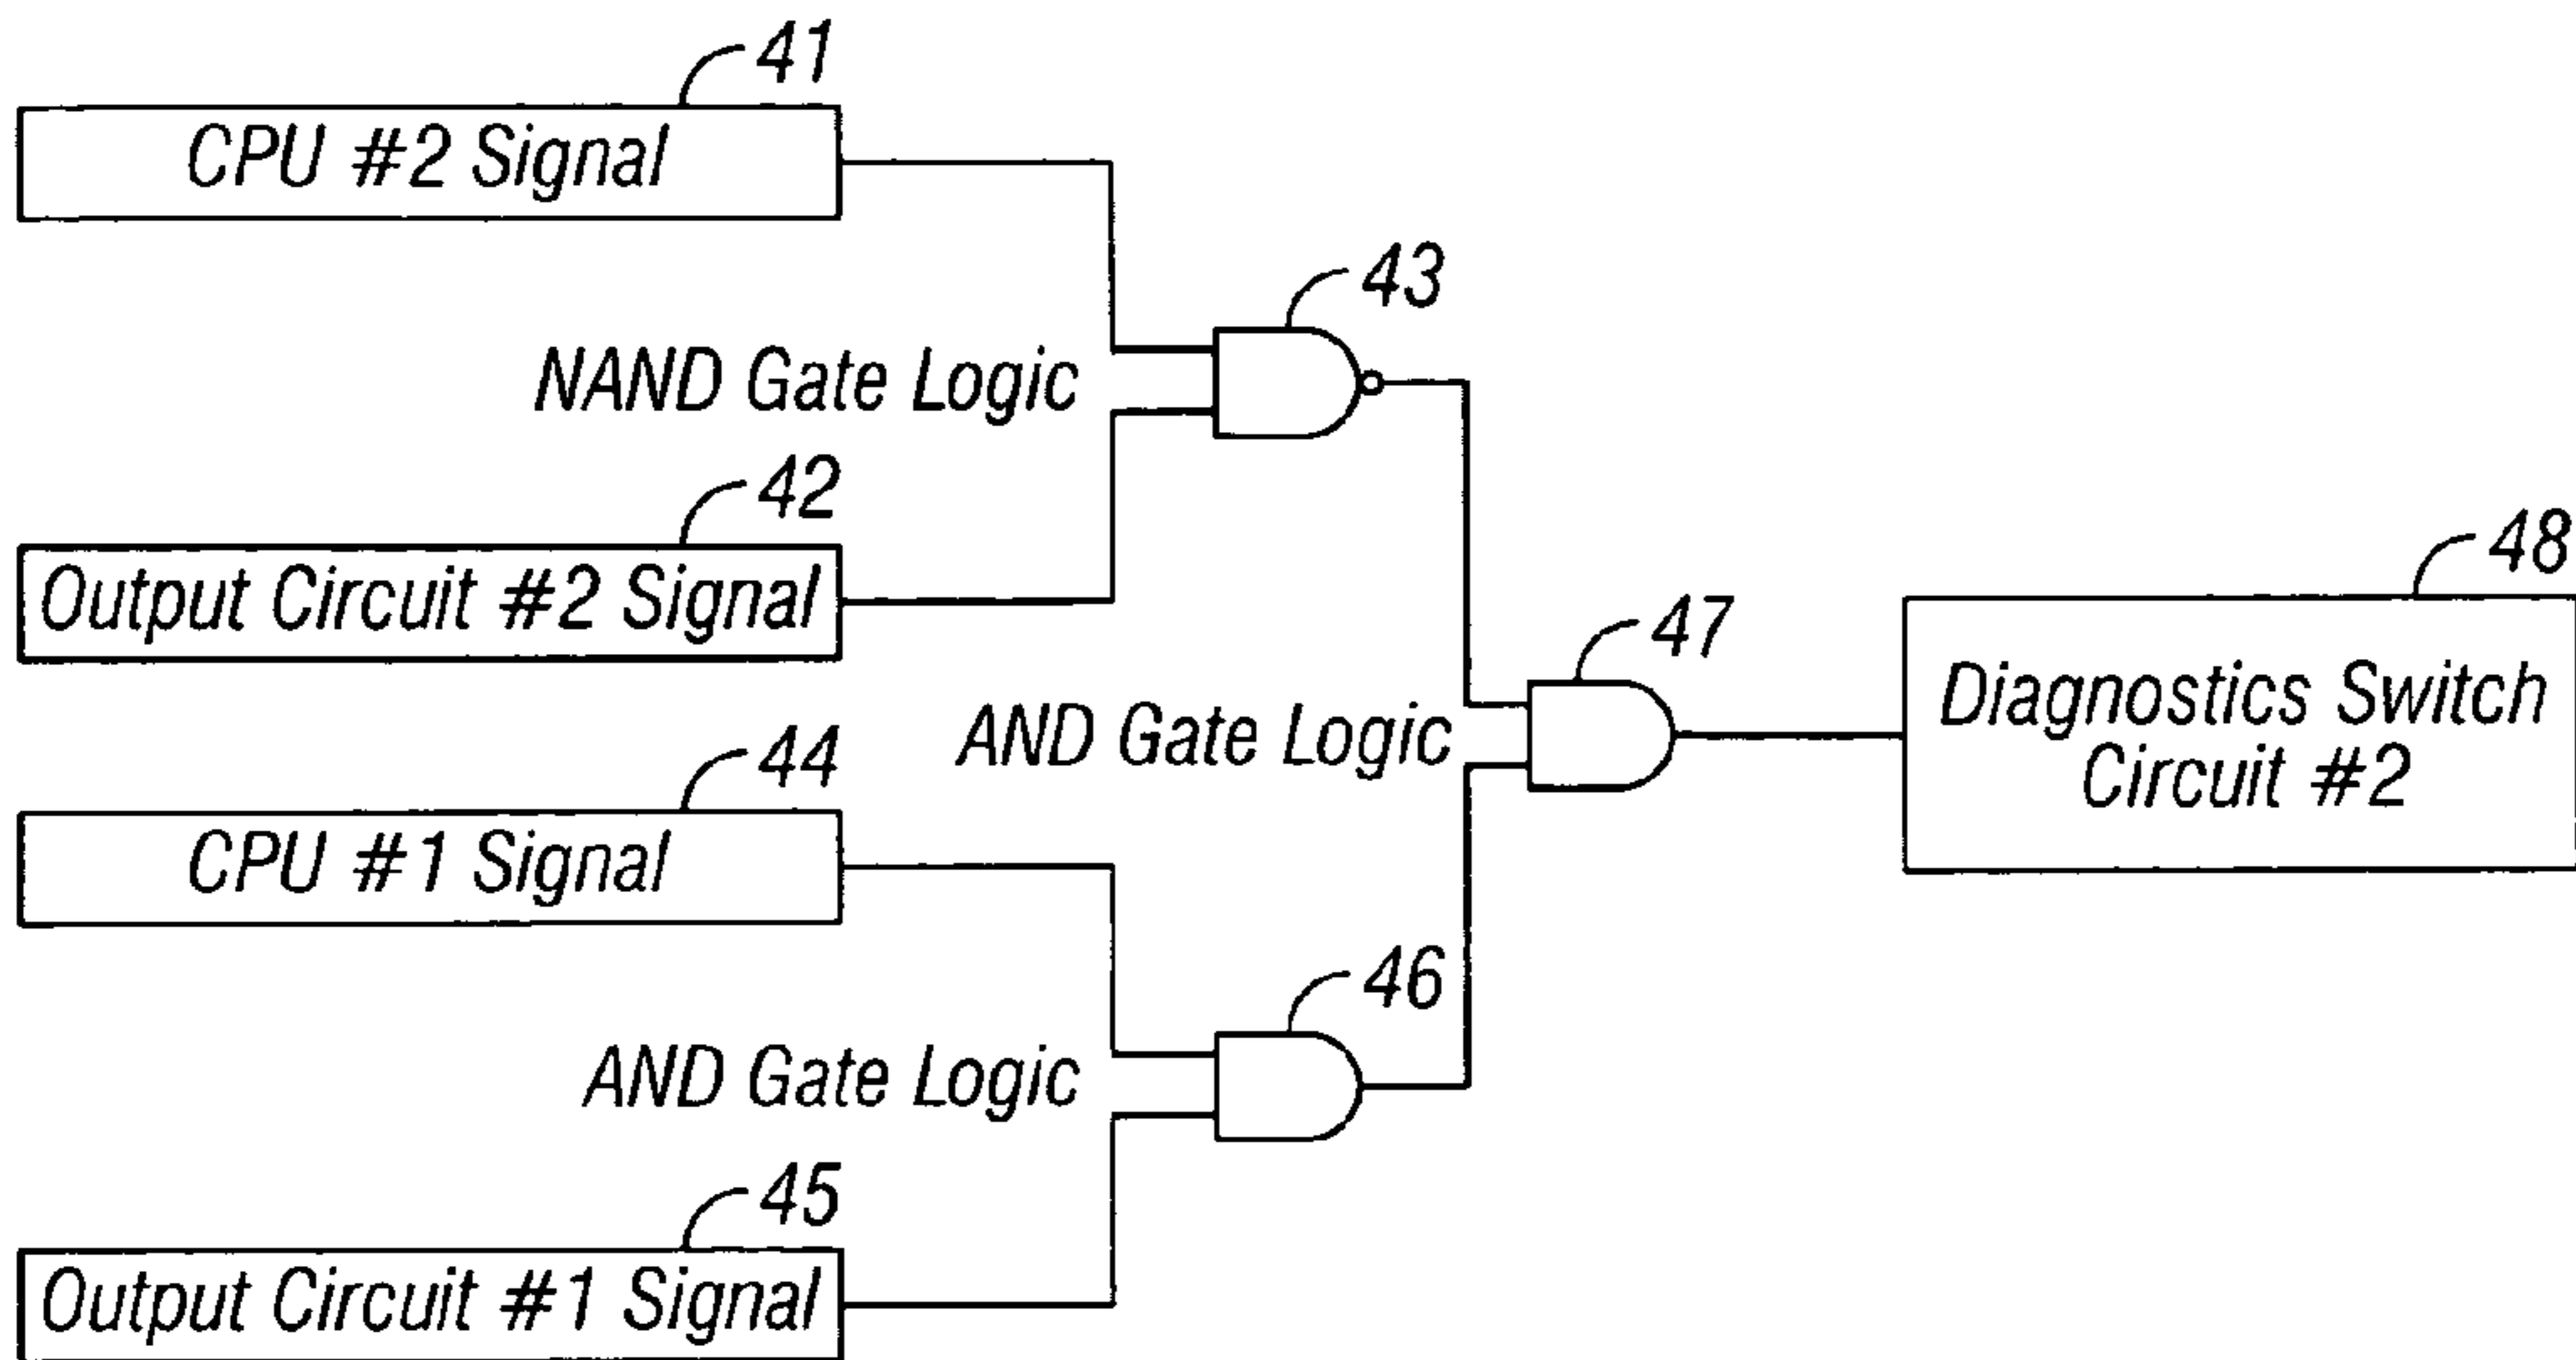 41
CPU #2 Signal
43
NAND Gate Logic
42
Output Circuit #2 Signal
48
47
Diagnostics Switch
Circuit #2
AND Gate Logic
44
CPU #1 Signal
46
AND Gate Logic
45
Output Circuit #1 Signal